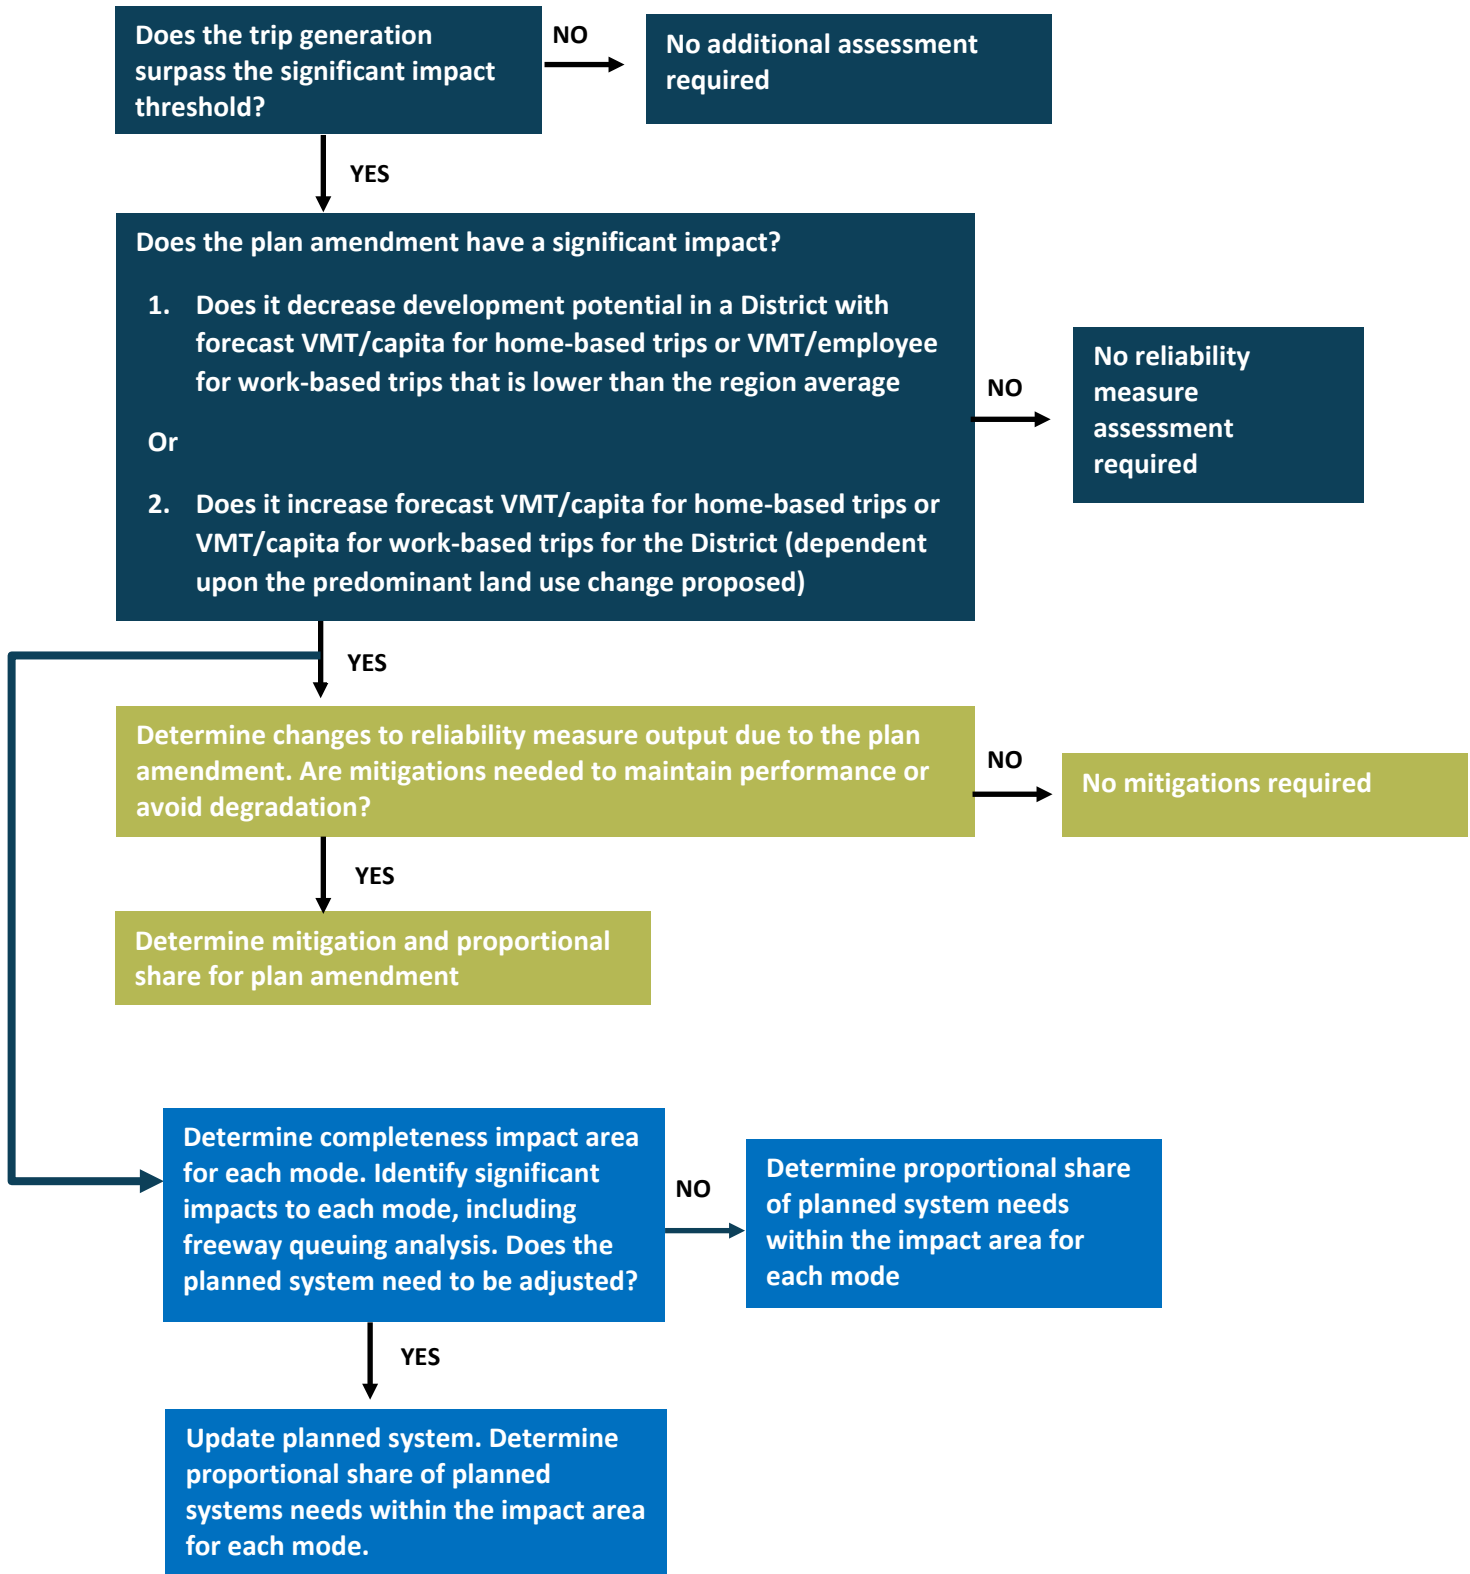 Does the trip generation
surpass the significant impact
threshold?
NO
No additional assessment
required
YES
Does the plan amendment have a significant impact?
1. Does it decrease development potential in a District with
forecast VMT/capita for home-based trips or VMT/employee
for work-based trips that is lower than the region average
Or
2. Does it increase forecast VMT/capita for home-based trips or
VMT/capita for work-based trips for the District (dependent
upon the predominant land use change proposed)
NO
No reliability
measure
assessment
required
YES
Determine changes to reliability measure output due to the plan
amendment. Are mitigations needed to maintain performance or
avoid degradation?
NO
No mitigations required
YES
Determine mitigation and proportional
share for plan amendment
Determine completeness impact area
for each mode. Identify significant
impacts to each mode, including
freeway queuing analysis. Does the
planned system need to be adjusted?
NO
Determine proportional share
of planned system needs
within the impact area for
each mode
YES
Update planned system. Determine
proportional share of planned
systems needs within the impact area
for each mode.